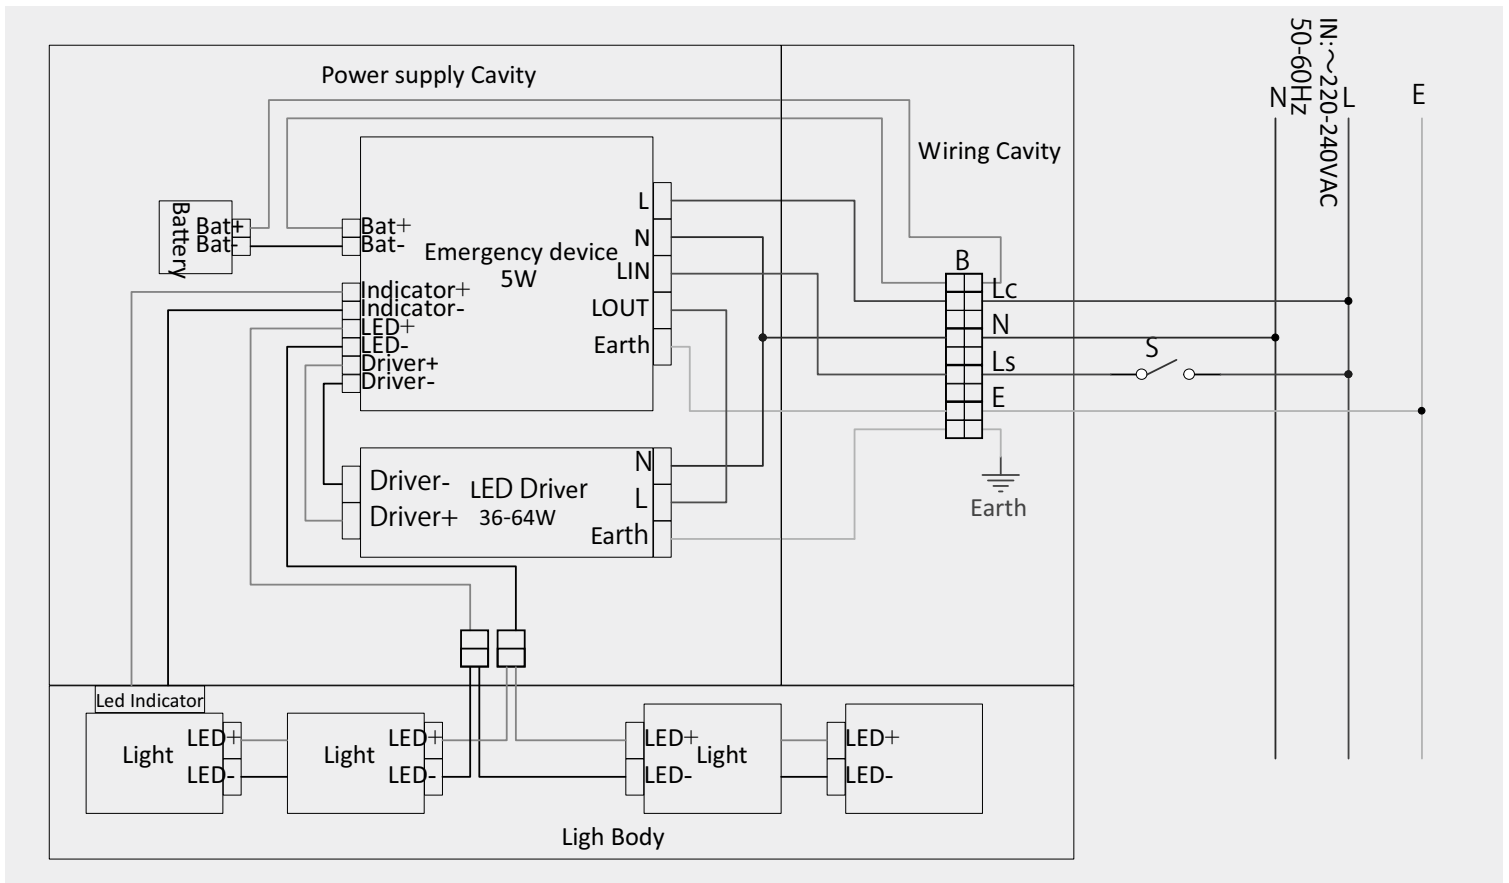 Power supply Cavity
Wiring Cavity
IN:～220-240VAC
50-60Hz
N
L
E
Battery
Bat+
Bat-
Bat+
Bat-
Indicator+
Indicator-
LED+
LED-
Driver+
Driver-
Emergency device
5W
L
N
LIN
LOUT
Earth
B
Lc
N
Ls
E
S
Earth
Driver-
Driver+
LED Driver
36-64W
N
L
Earth
Led Indicator
Light
LED+
LED-
Light
LED+
LED-
LED+
LED-
Light
LED+
LED-
Ligh Body